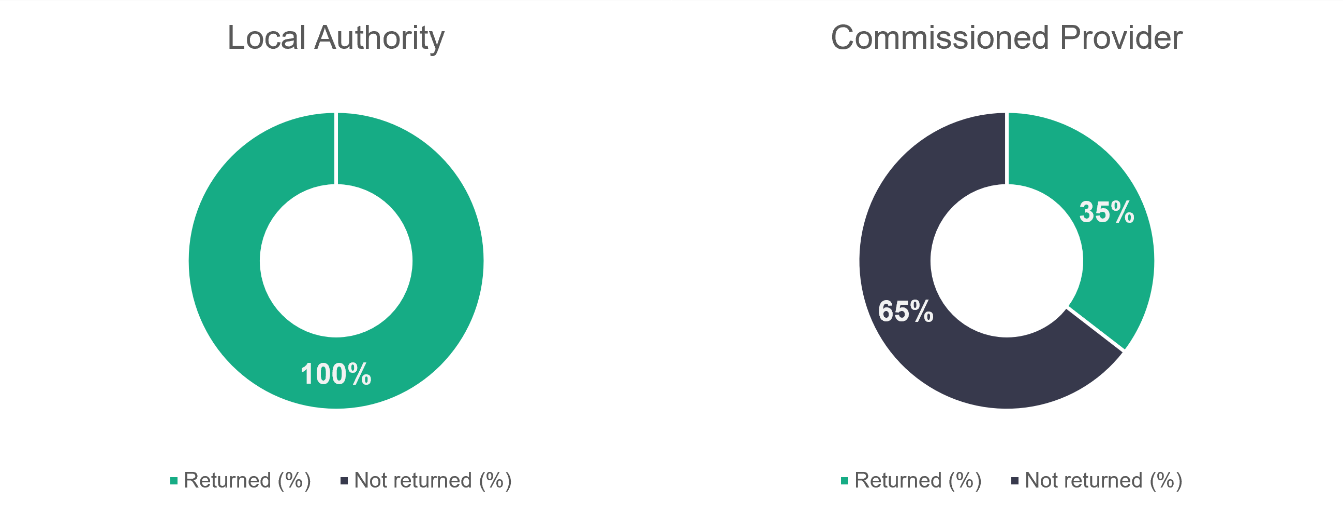 Local Authority
100%
Returned (%) Not returned (%)
Commissioned Provider
35%
65%
Returned (%) Not returned (%)